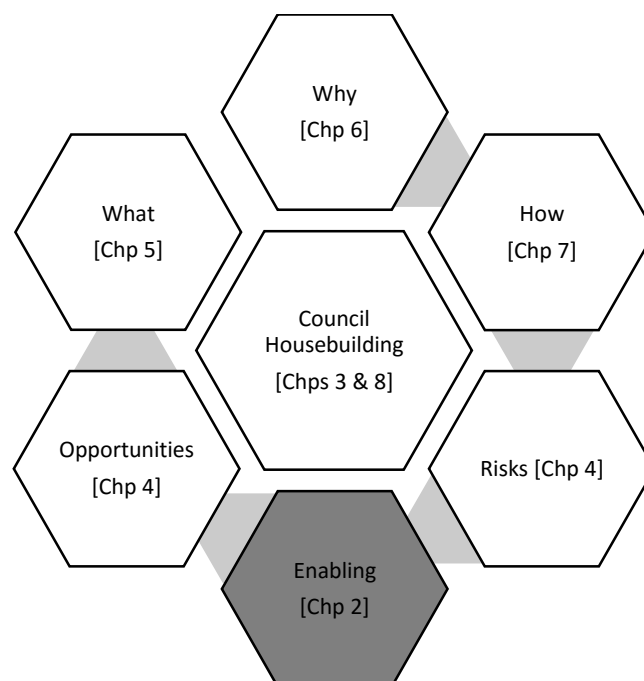 Why
[Chp 6]
What
[Chp 5]
How
[Chp 7]
Council
Housebuilding
[Chps 3 & 8]
Opportunities
[Chp 4]
Risks [Chp 4]
Enabling
[Chp 2]